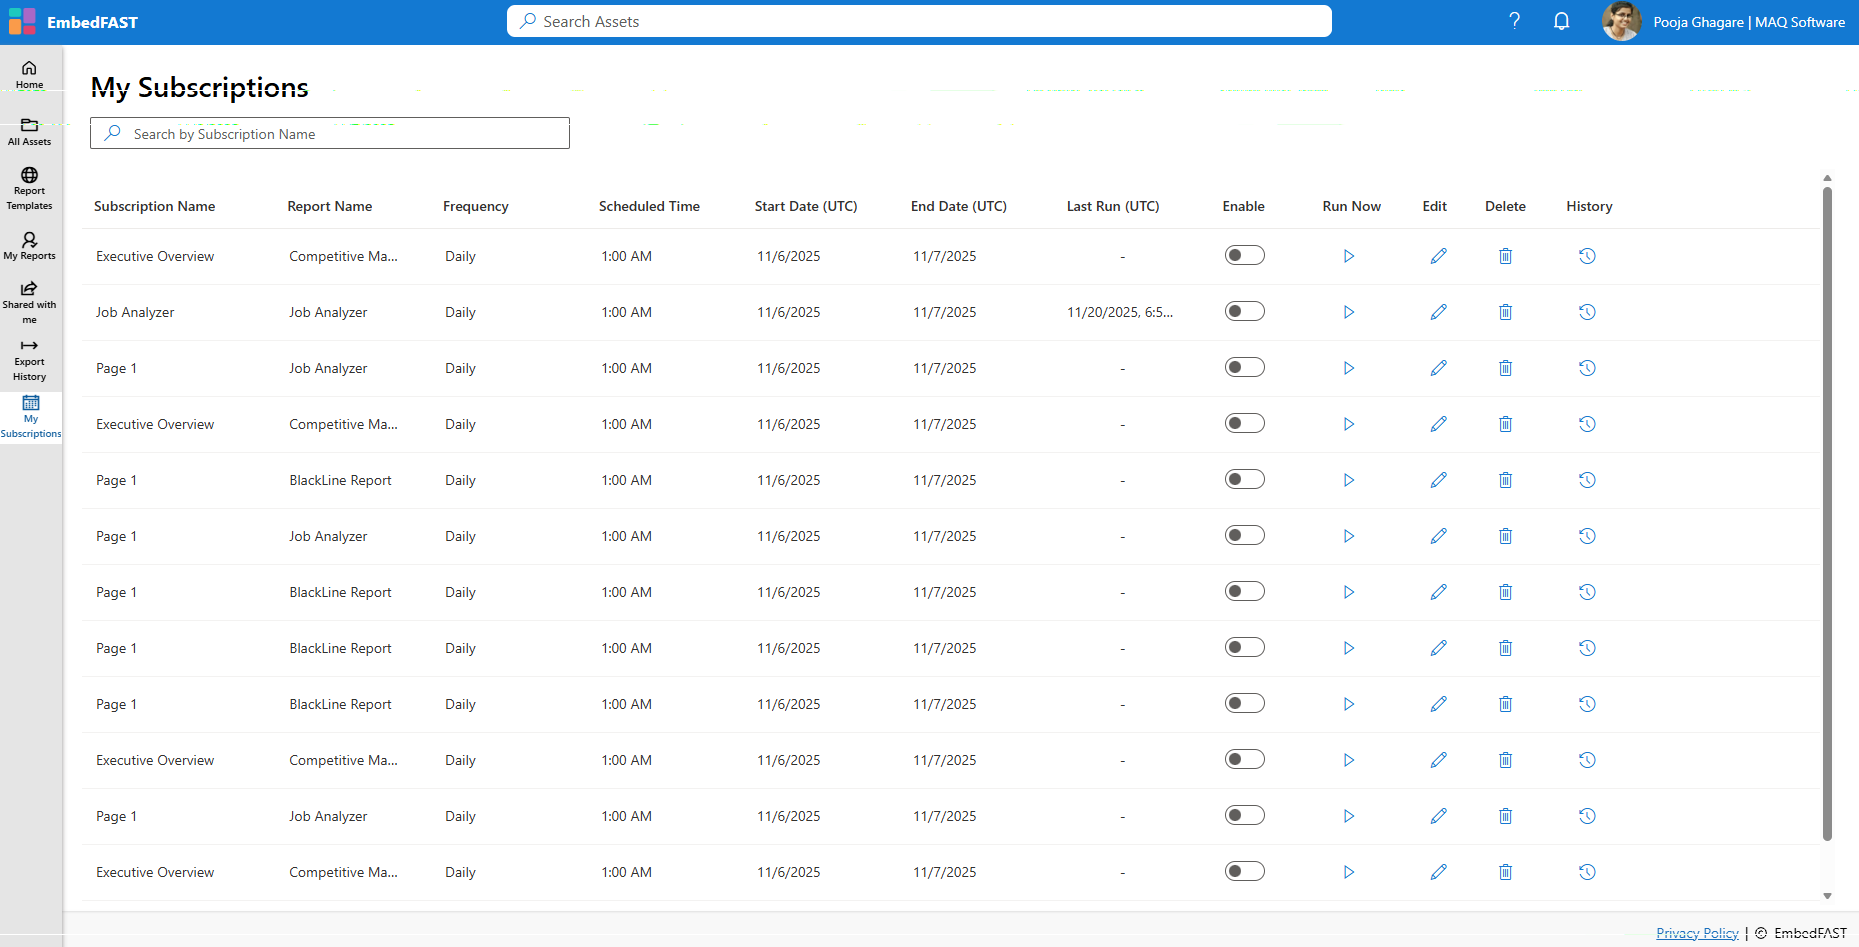 EmbedFAST
Search Assets
?
Pooja Ghagare | MAQ Software
Home
All Assets
Report
Templates
My Reports
Shared with
me
Export
History
My
Subscriptions
My Subscriptions
Search by Subscription Name
Subscription Name Report Name Frequency Scheduled Time Start Date (UTC) End Date (UTC) Last Run (UTC) Enable Run Now Edit Delete History
Executive Overview Competitive Ma... Daily 1:00 AM 11/6/2025 11/7/2025 -
Job Analyzer Job Analyzer Daily 1:00 AM 11/6/2025 11/7/2025 11/20/2025, 6:5...
Page 1 Job Analyzer Daily 1:00 AM 11/6/2025 11/7/2025 -
Executive Overview Competitive Ma... Daily 1:00 AM 11/6/2025 11/7/2025 -
Page 1 BlackLine Report Daily 1:00 AM 11/6/2025 11/7/2025 -
Page 1 Job Analyzer Daily 1:00 AM 11/6/2025 11/7/2025 -
Page 1 BlackLine Report Daily 1:00 AM 11/6/2025 11/7/2025 -
Page 1 BlackLine Report Daily 1:00 AM 11/6/2025 11/7/2025 -
Page 1 BlackLine Report Daily 1:00 AM 11/6/2025 11/7/2025 -
Executive Overview Competitive Ma... Daily 1:00 AM 11/6/2025 11/7/2025 -
Page 1 Job Analyzer Daily 1:00 AM 11/6/2025 11/7/2025 -
Executive Overview Competitive Ma... Daily 1:00 AM 11/6/2025 11/7/2025 -
Privacy Policy | © EmbedFAST